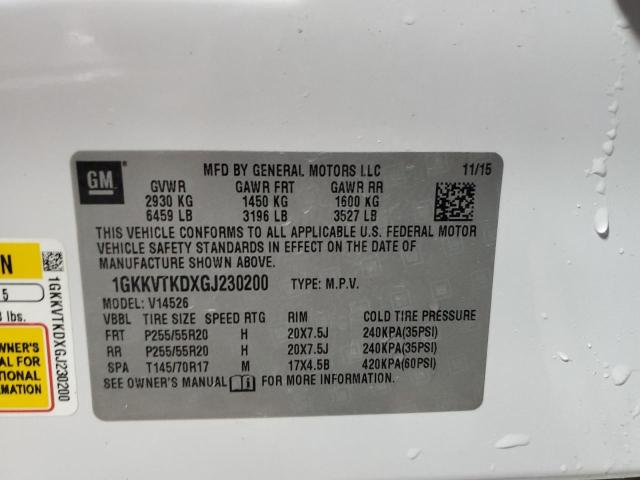 GM
MFD BY GENERAL MOTORS LLC 11/15
GVWR GAWR FRT GAWR RR
2930 KG 1450 KG 1600 KG
6459 LB 3196 LB 3527 LB
THIS VEHICLE CONFORMS TO ALL APPLICABLE U.S. FEDERAL MOTOR
VEHICLE SAFETY STANDARDS IN EFFECT ON THE DATE OF
MANUFACTURE SHOWN ABOVE.
1GKKVTKDXGJ230200 TYPE: M.P.V.
MODEL: V14526
VBBL TIRE SIZE SPEED RTG RIM COLD TIRE PRESSURE
FRT P255/55R20 H 20X7.5J 240KPA(35PSI)
RR P255/55R20 H 20X7.5J 240KPA(35PSI)
SPA T145/70R17 M 17X4.5B 420KPA(60PSI)
SEE OWNER'S MANUAL FOR MORE INFORMATION.
N
5
lbs.
OWNER'S
FOR
1GKKVTKDXGJ230200